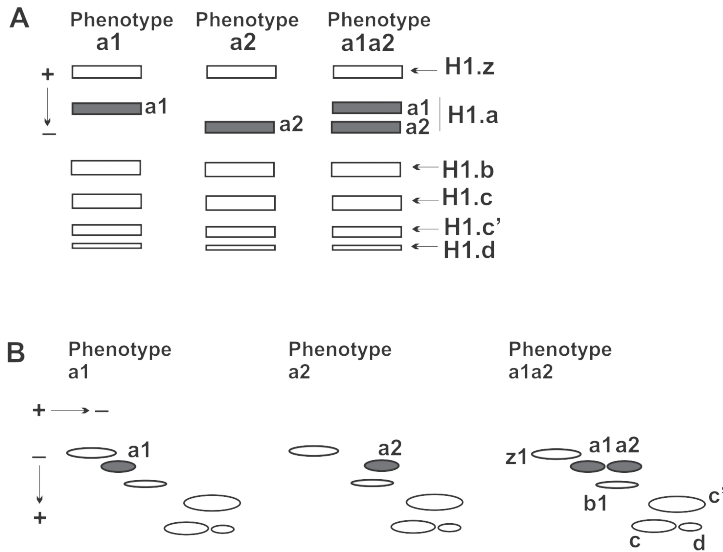 A
Phenotype
a1
Phenotype
a2
Phenotype
a1a2
+
–
a1
a2
a1
a2
H1.z
H1.a
H1.b
H1.c
H1.c’
H1.d
B
Phenotype
a1
Phenotype
a2
Phenotype
a1a2
+ –
–
+
a1
a2
z1
a1 a2
b1
c’
c
d